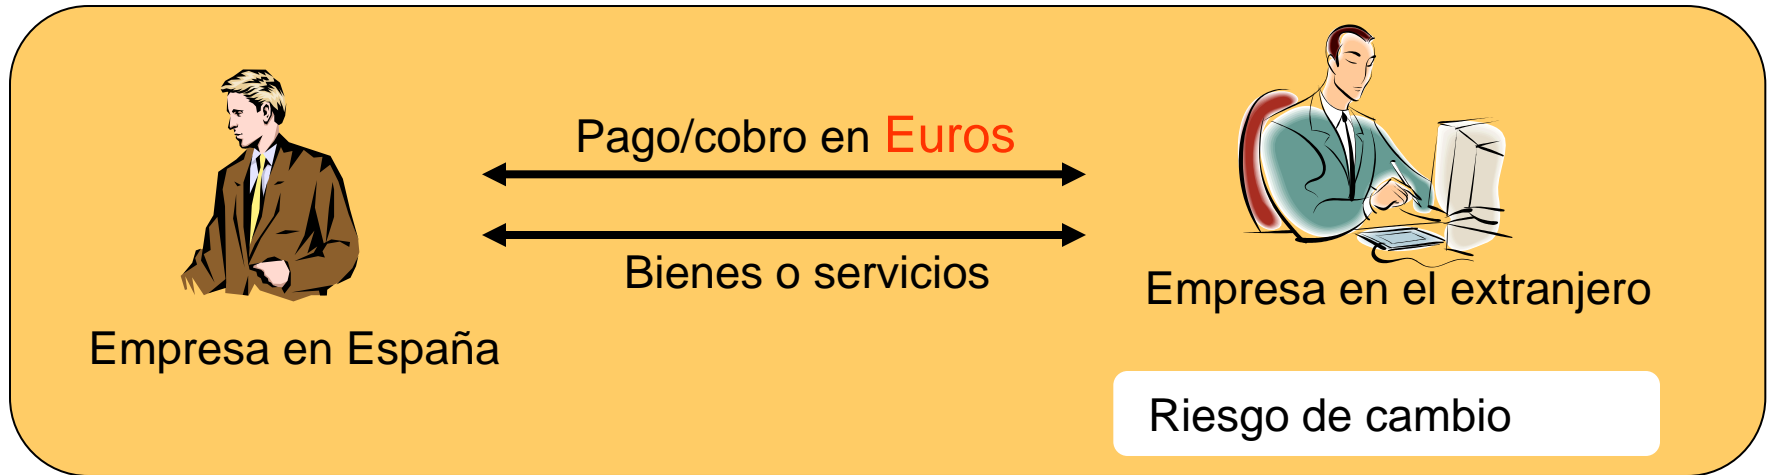 Pago/cobro en Euros
Bienes o servicios
Empresa en España
Empresa en el extranjero
Riesgo de cambio